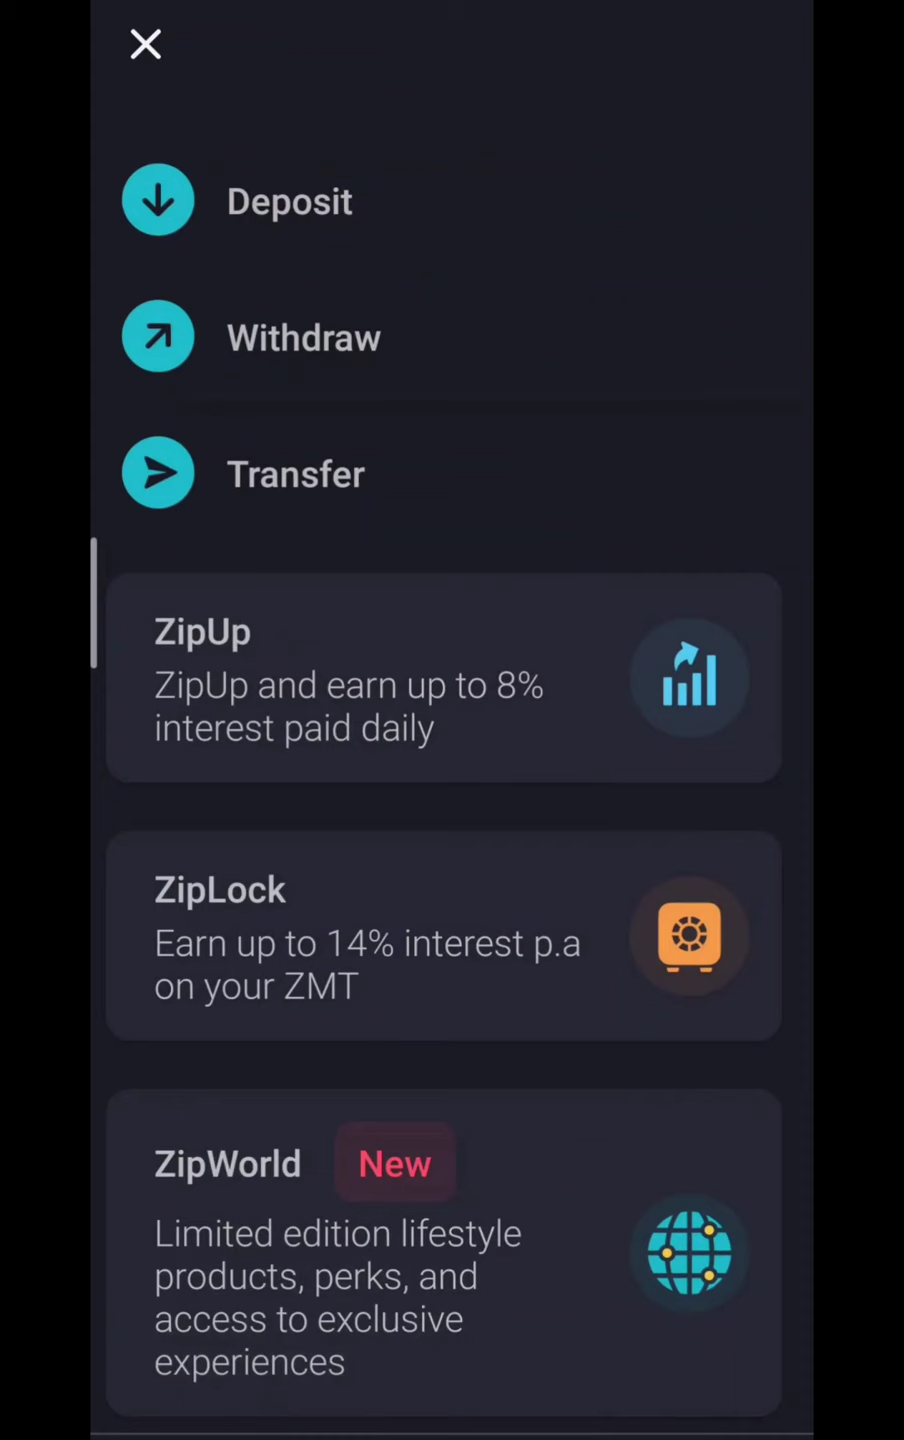 Deposit
Withdraw
Transfer
ZipUp
ZipUp and earn up to 8%
interest paid daily
ZipLock
Earn up to 14% interest p.a
on your ZMT
ZipWorld New
Limited edition lifestyle
products, perks, and
access to exclusive
experiences